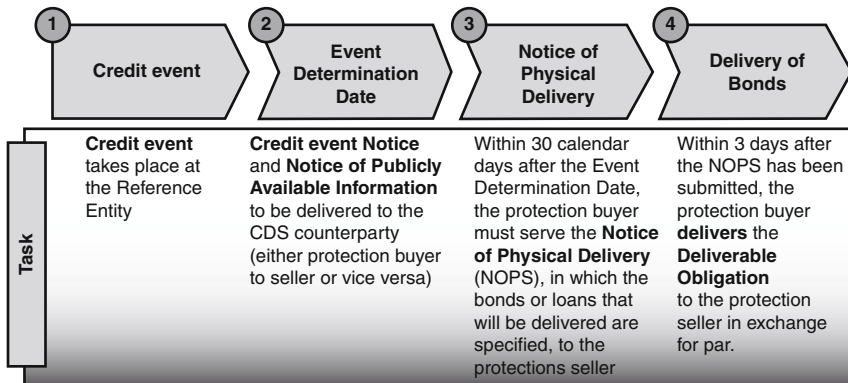 1
Credit event
2
Event
Determination
Date
3
Notice of
Physical
Delivery
4
Delivery of
Bonds
Task
Credit event
takes place at
the Reference
Entity
Credit event Notice
and Notice of Publicly
Available Information
to be delivered to the
CDS counterparty
(either protection buyer
to seller or vice versa)
Within 30 calendar
days after the Event
Determination Date,
the protection buyer
must serve the Notice
of Physical Delivery
(NOPS), in which the
bonds or loans that
will be delivered are
specified, to the
protections seller
Within 3 days after
the NOPS has been
submitted, the
protection buyer
delivers the
Deliverable
Obligation
to the protection
seller in exchange
for par.